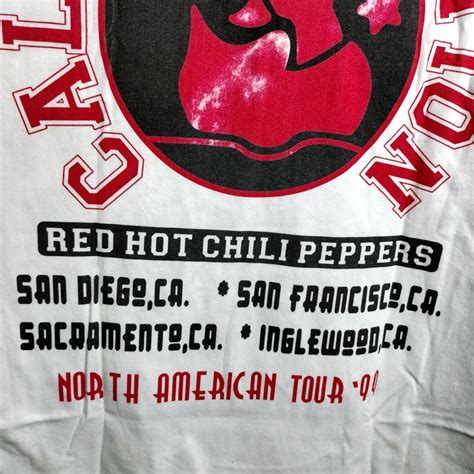 CAL
ION
RED HOT CHILI PEPPERS
SAN DIEGO,CA. * SAN FRANCISCO,CA.
SACRAMENTO,CA. * INGLEWOOD,CA.
NORTH AMERICAN TOUR '99